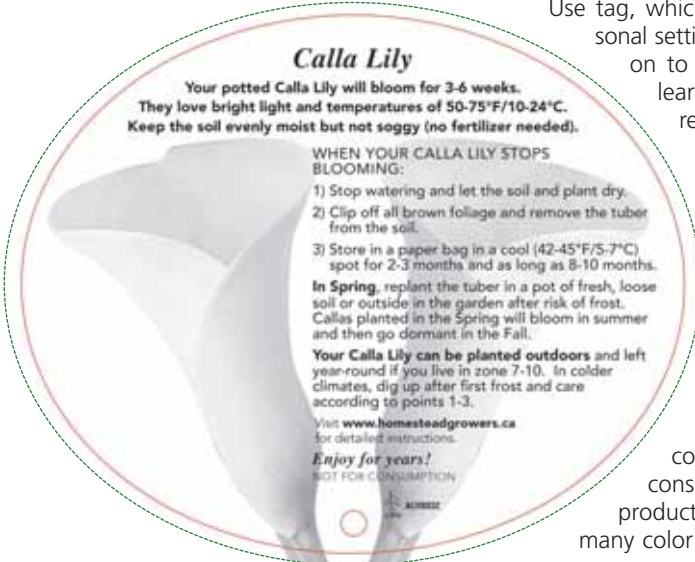 Use tag, whic
sonal setti
on to
lear
re
Calla Lily
Your potted Calla Lily will bloom for 3-6 weeks.
They love bright light and temperatures of 50-75°F/10-24°C.
Keep the soil evenly moist but not soggy (no fertilizer needed).
WHEN YOUR CALLA LILY STOPS
BLOOMING:
1) Stop watering and let the soil and plant dry.
2) Clip off all brown foliage and remove the tuber
from the soil.
3) Store in a paper bag in a cool (42-45°F/5-7°C)
spot for 2-3 months and as long as 8-10 months.
In Spring, replant the tuber in a pot of fresh, loose
soil or outside in the garden after risk of frost.
Callas planted in the Spring will bloom in summer
and then go dormant in the Fall.
Your Calla Lily can be planted outdoors and left
year-round if you live in zone 7-10. In colder
climates, dig up after first frost and care
according to points 1-3.
Visit www.homesteadgrowers.ca
for detailed instructions.
Enjoy for years!
NOT FOR CONSUMPTION
co
cons
product
many color